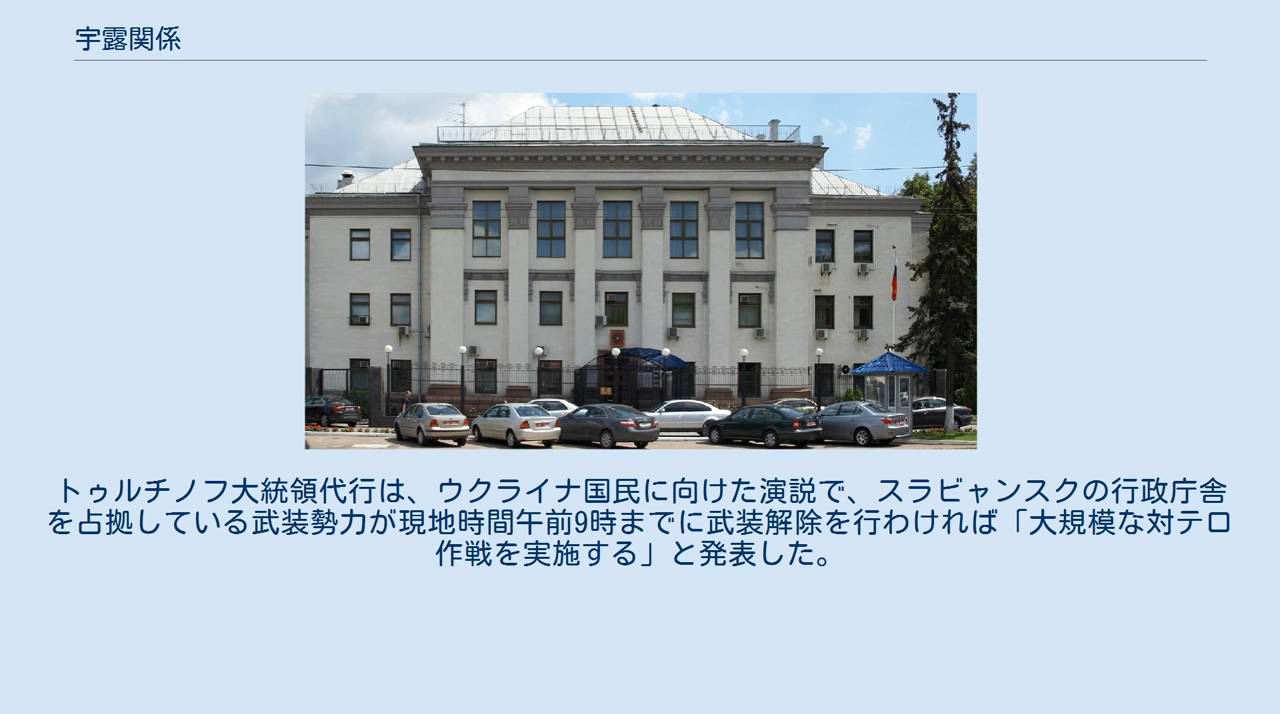 宇露関係
トゥルチノフ大統領代行は、ウクライナ国民に向けた演説で、スラビャンスクの行政庁舎
を占拠している武装勢力が現地時間午前9時までに武装解除を行わければ「大規模な対テロ
作戦を実施する」と発表した。